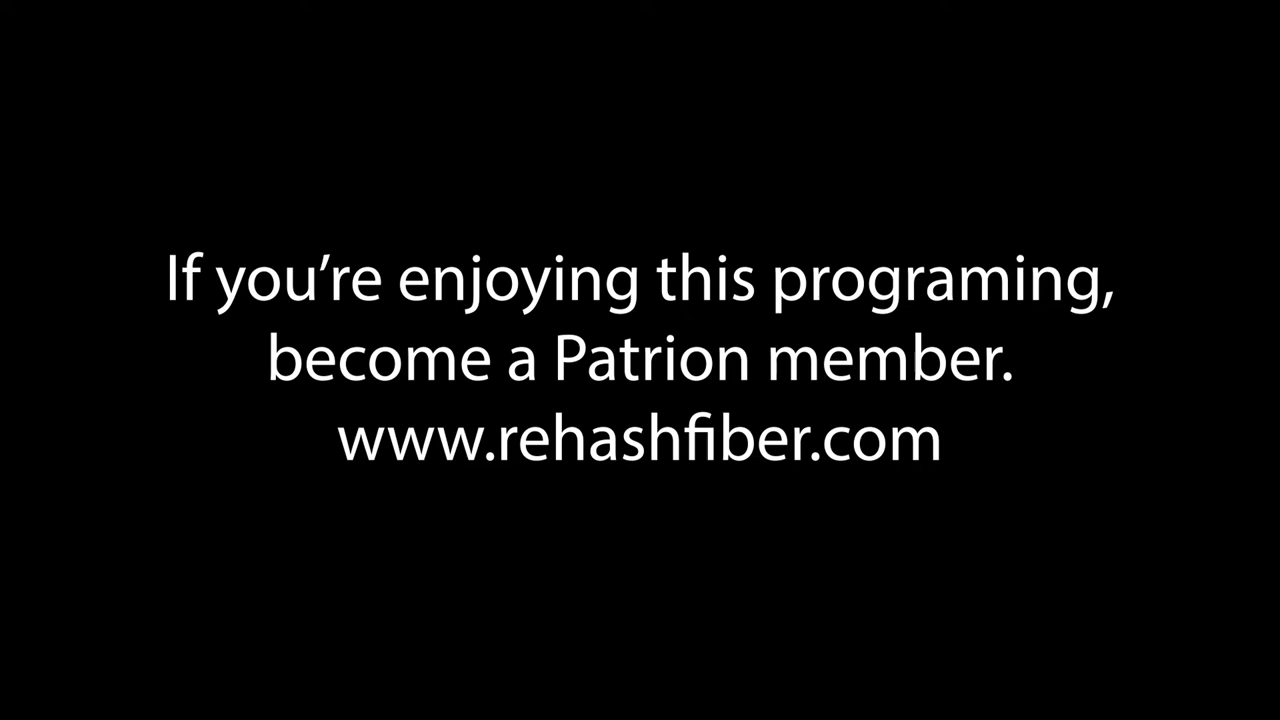 If you’re enjoying this programing,
become a Patrion member.
www.rehashfiber.com